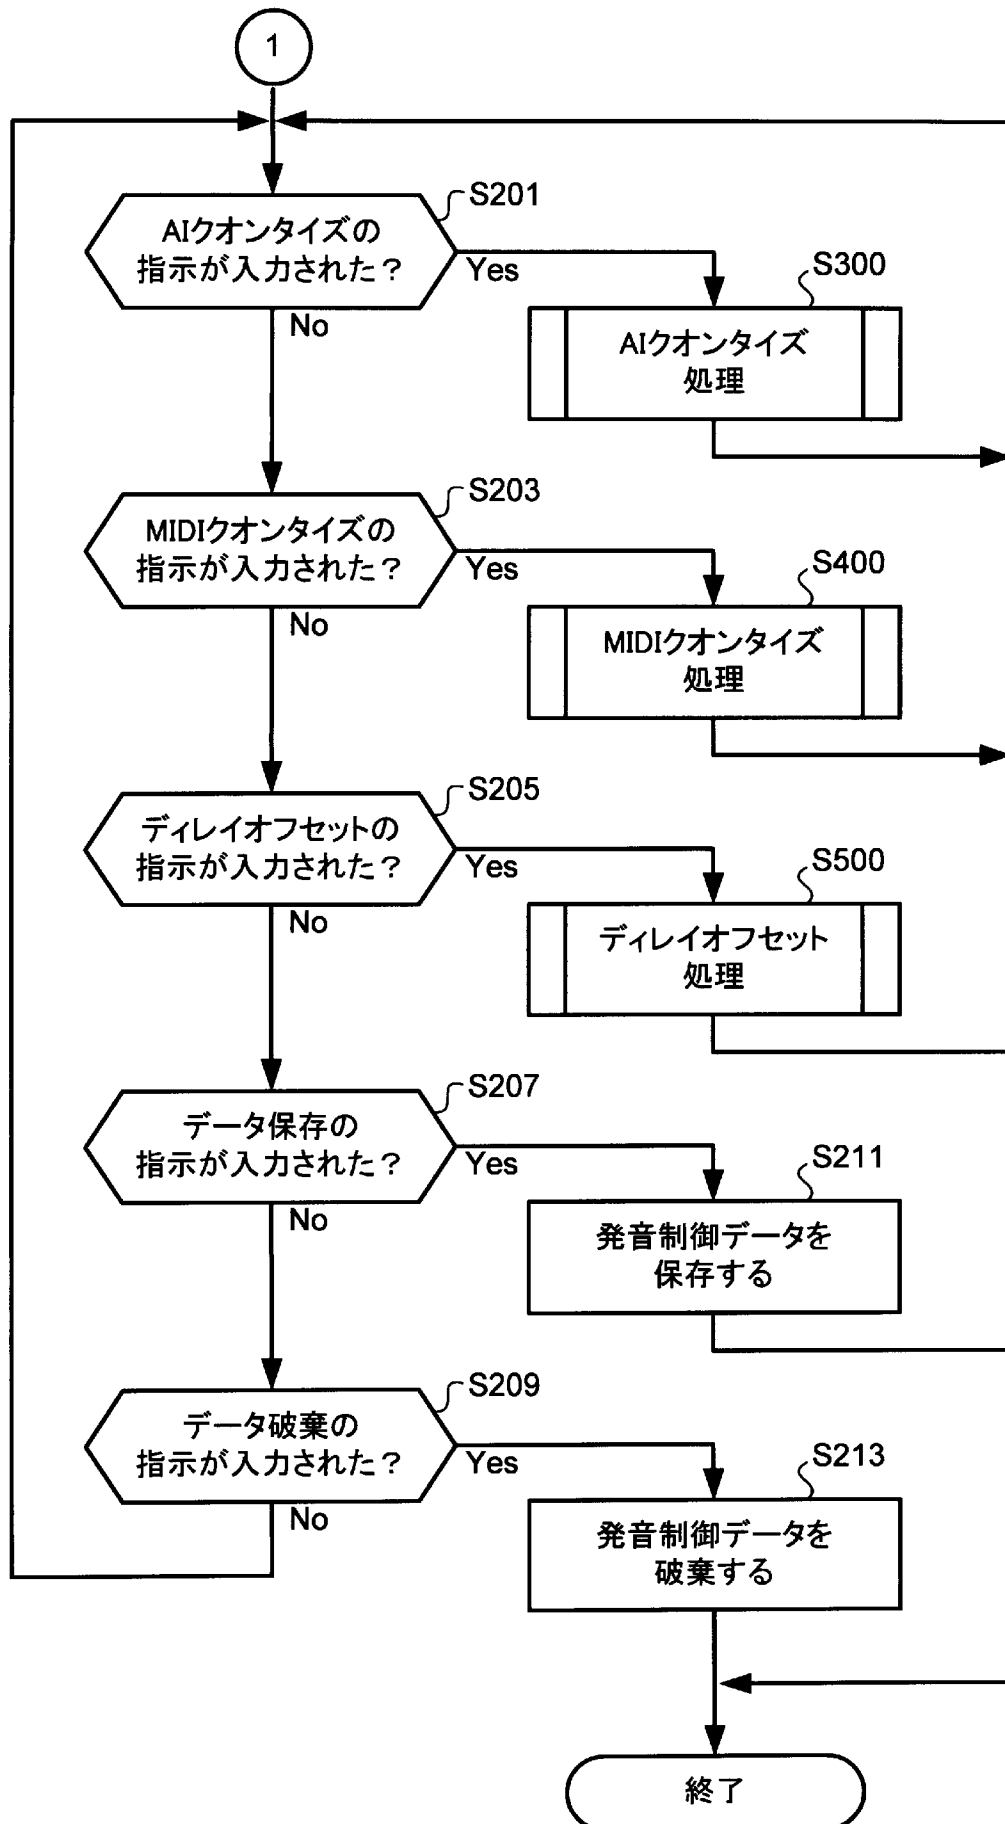 1
S201
AIクオンタイズの
指示が入力された?
Yes
No
S300
AIクオンタイズ
処理
S203
MIDIクオンタイズの
指示が入力された?
Yes
No
S400
MIDIクオンタイズ
処理
S205
ディレイオフセットの
指示が入力された?
Yes
No
S500
ディレイオフセット
処理
S207
データ保存の
指示が入力された?
Yes
No
S211
発音制御データを
保存する
S209
データ破棄の
指示が入力された?
Yes
No
S213
発音制御データを
破棄する
終了